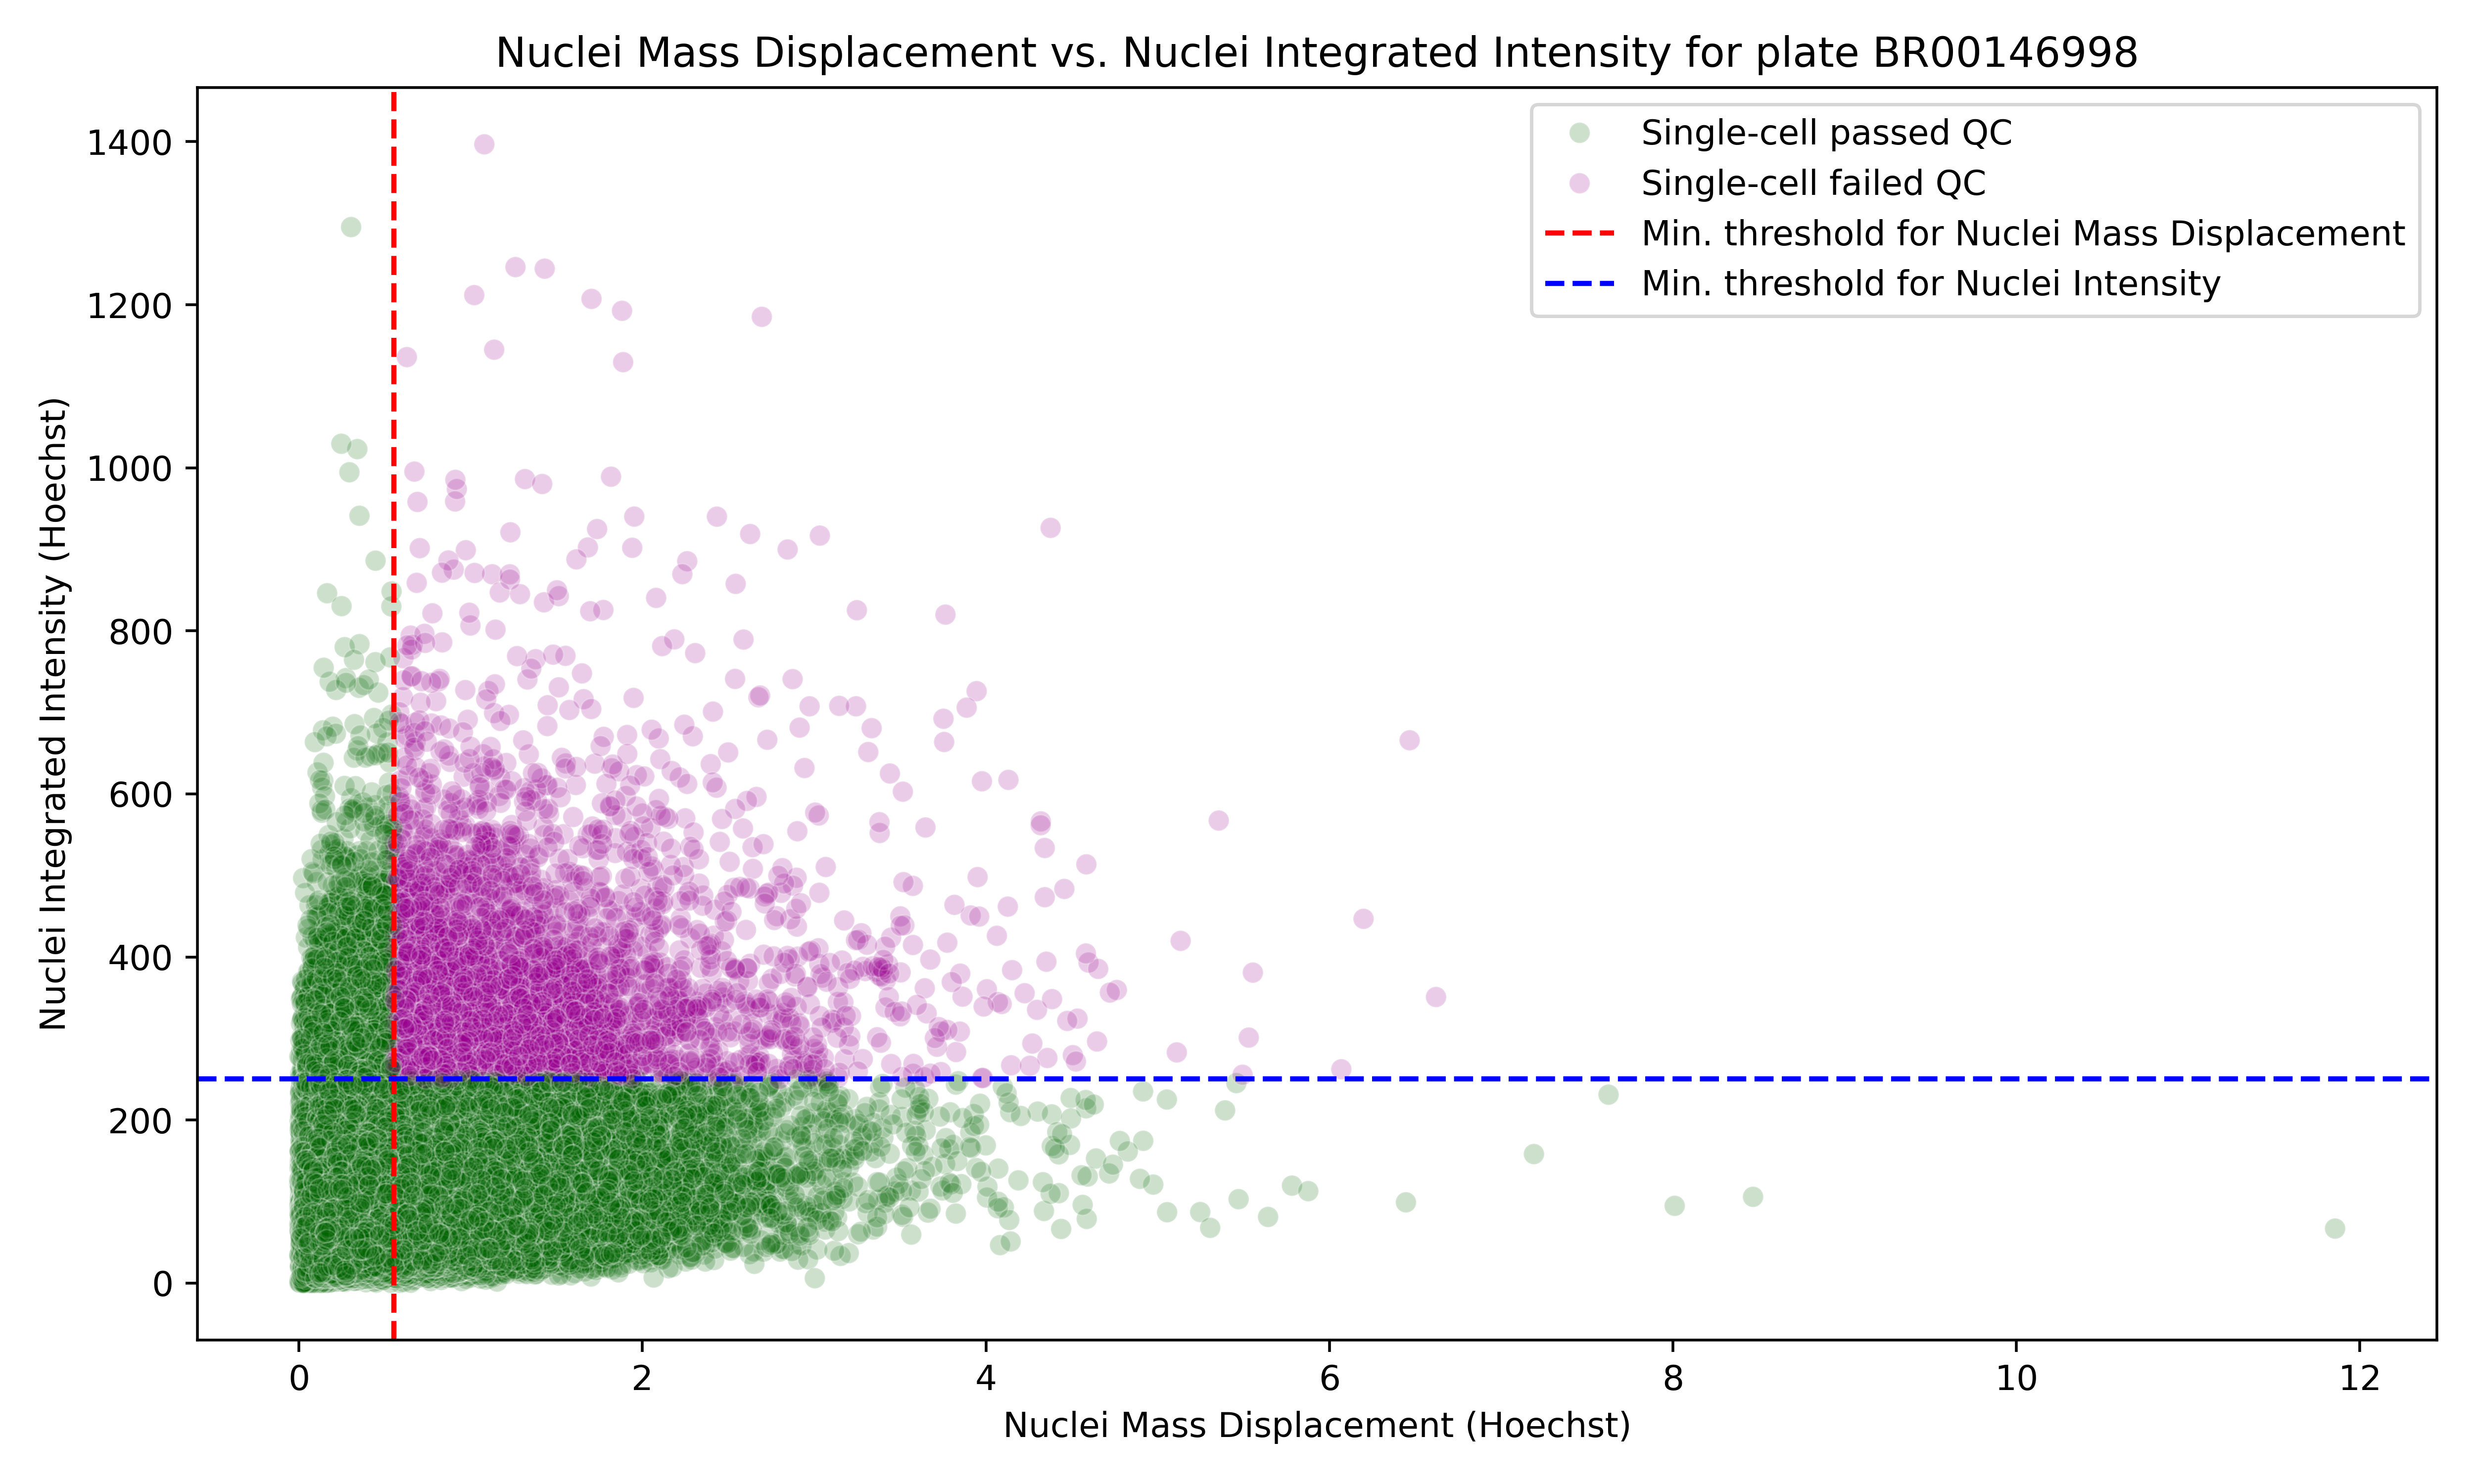 Nuclei Mass Displacement vs. Nuclei Integrated Intensity for plate BR00146998
Single-cell passed QC
Single-cell failed QC
Min. threshold for Nuclei Mass Displacement
Min. threshold for Nuclei Intensity
Nuclei Integrated Intensity (Hoechst)
1400
1200
1000
800
600
400
200
0
0 2 4 6 8 10 12
Nuclei Mass Displacement (Hoechst)